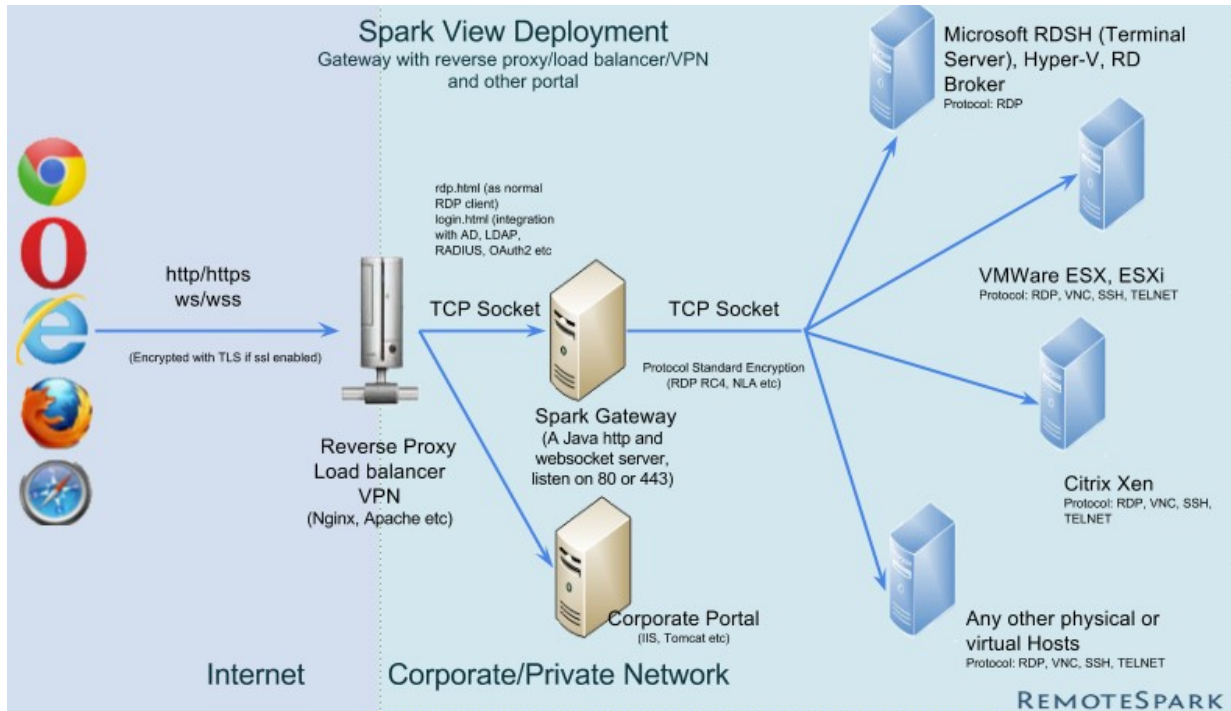 Spark View Deployment
Gateway with reverse proxy/load balancer/VPN
and other portal
Microsoft RDSH (Terminal
Server), Hyper-V, RD
Broker
Protocol: RDP
rdp.html (as normal
RDP client)
login.html (integration
with AD, LDAP,
RADIUS, OAuth2 etc
http/https
ws/wss
(Encrypted with TLS if ssl enabled)
TCP Socket
TCP Socket
Protocol Standard Encryption
(RDP RC4, NLA etc)
VMWare ESX, ESXi
Protocol: RDP, VNC, SSH, TELNET
Reverse Proxy
Load balancer
VPN
(Nginx, Apache etc)
Spark Gateway
(A Java http and
websocket server,
listen on 80 or 443)
Citrix Xen
Protocol: RDP, VNC, SSH,
TELNET
Corporate Portal
(IIS, Tomcat etc)
Any other physical or
virtual Hosts
Protocol: RDP, VNC, SSH, TELNET
Internet
Corporate/Private Network
REMOTESPARK